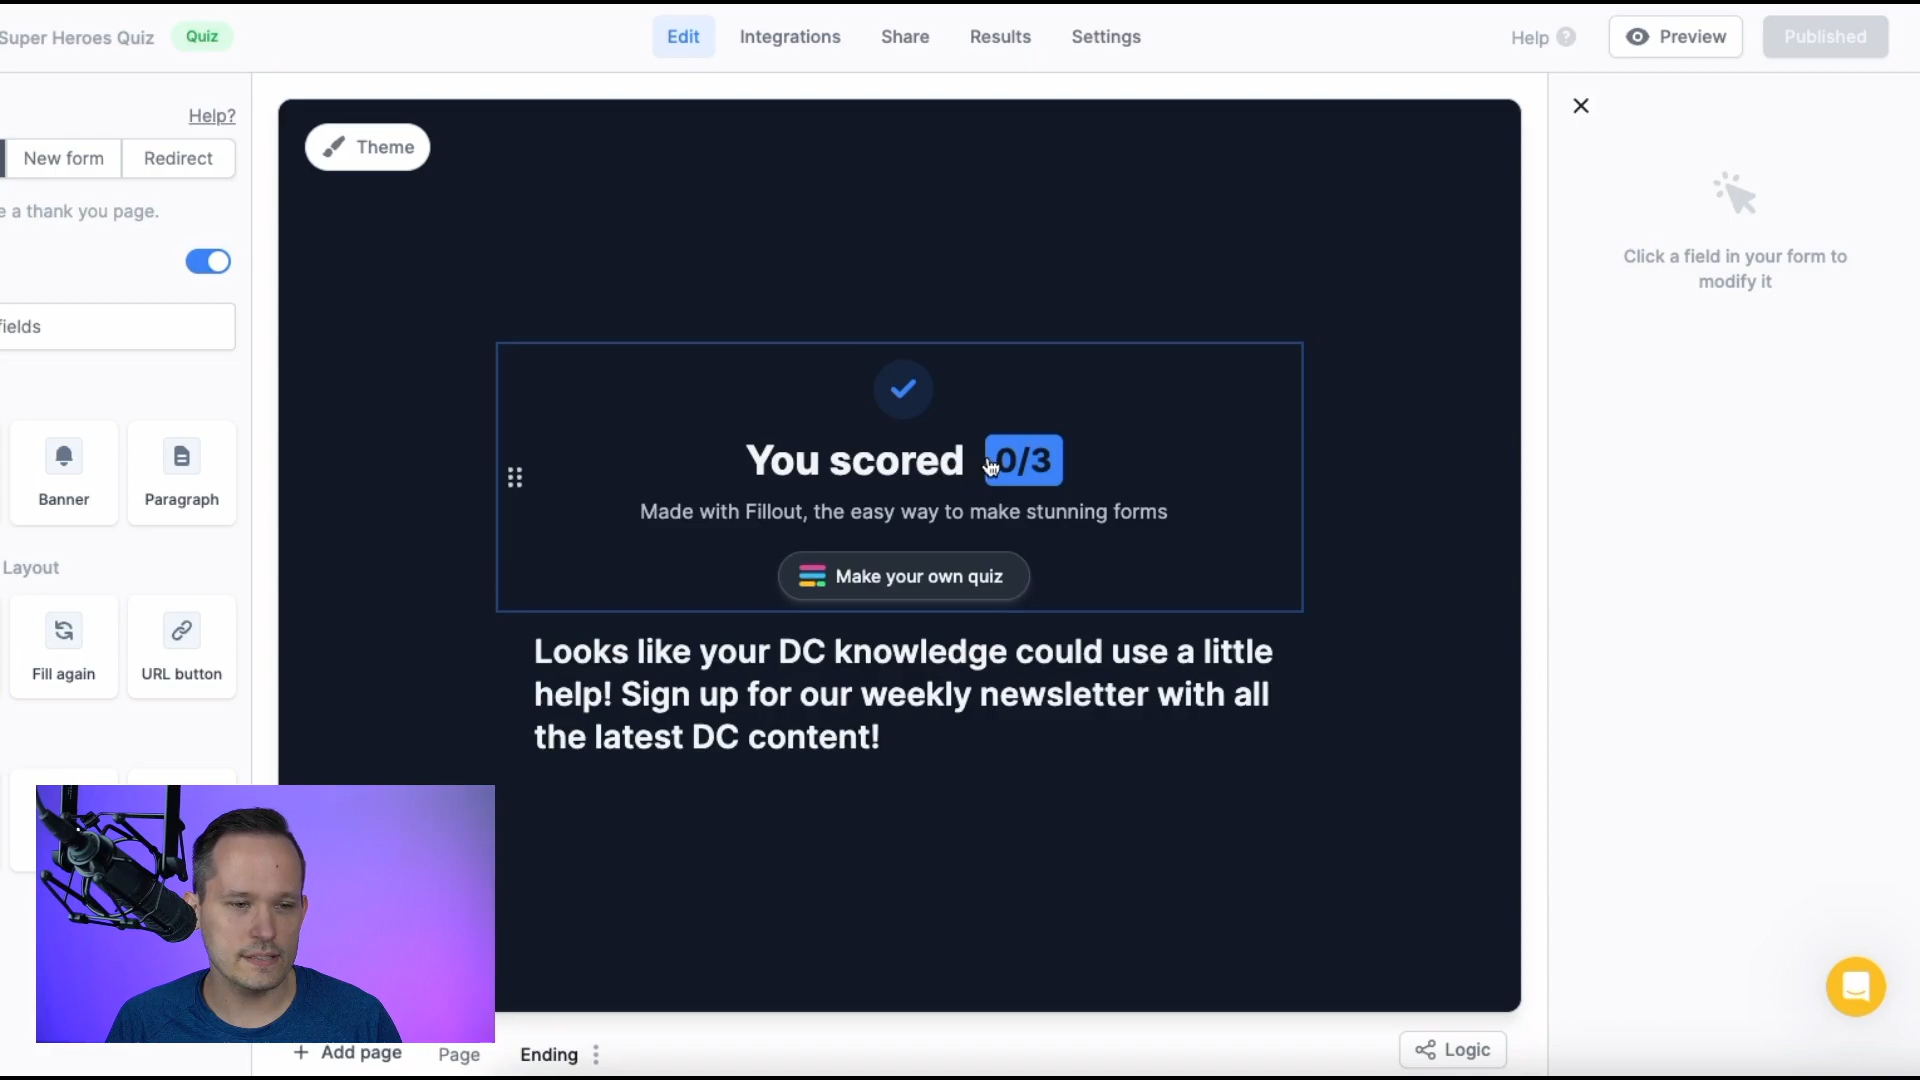 Super Heroes Quiz
Quiz
Edit
Integrations
Share
Results
Settings
Help
Preview
Published
Help?
New form
Redirect
e a thank you page.
fields
Banner
Paragraph
Layout
Fill again
URL button
Theme
You scored 0/3
Made with Fillout, the easy way to make stunning forms
Make your own quiz
Looks like your DC knowledge could use a little
help! Sign up for our weekly newsletter with all
the latest DC content!
Click a field in your form to
modify it
+ Add page
Page
Ending
Logic